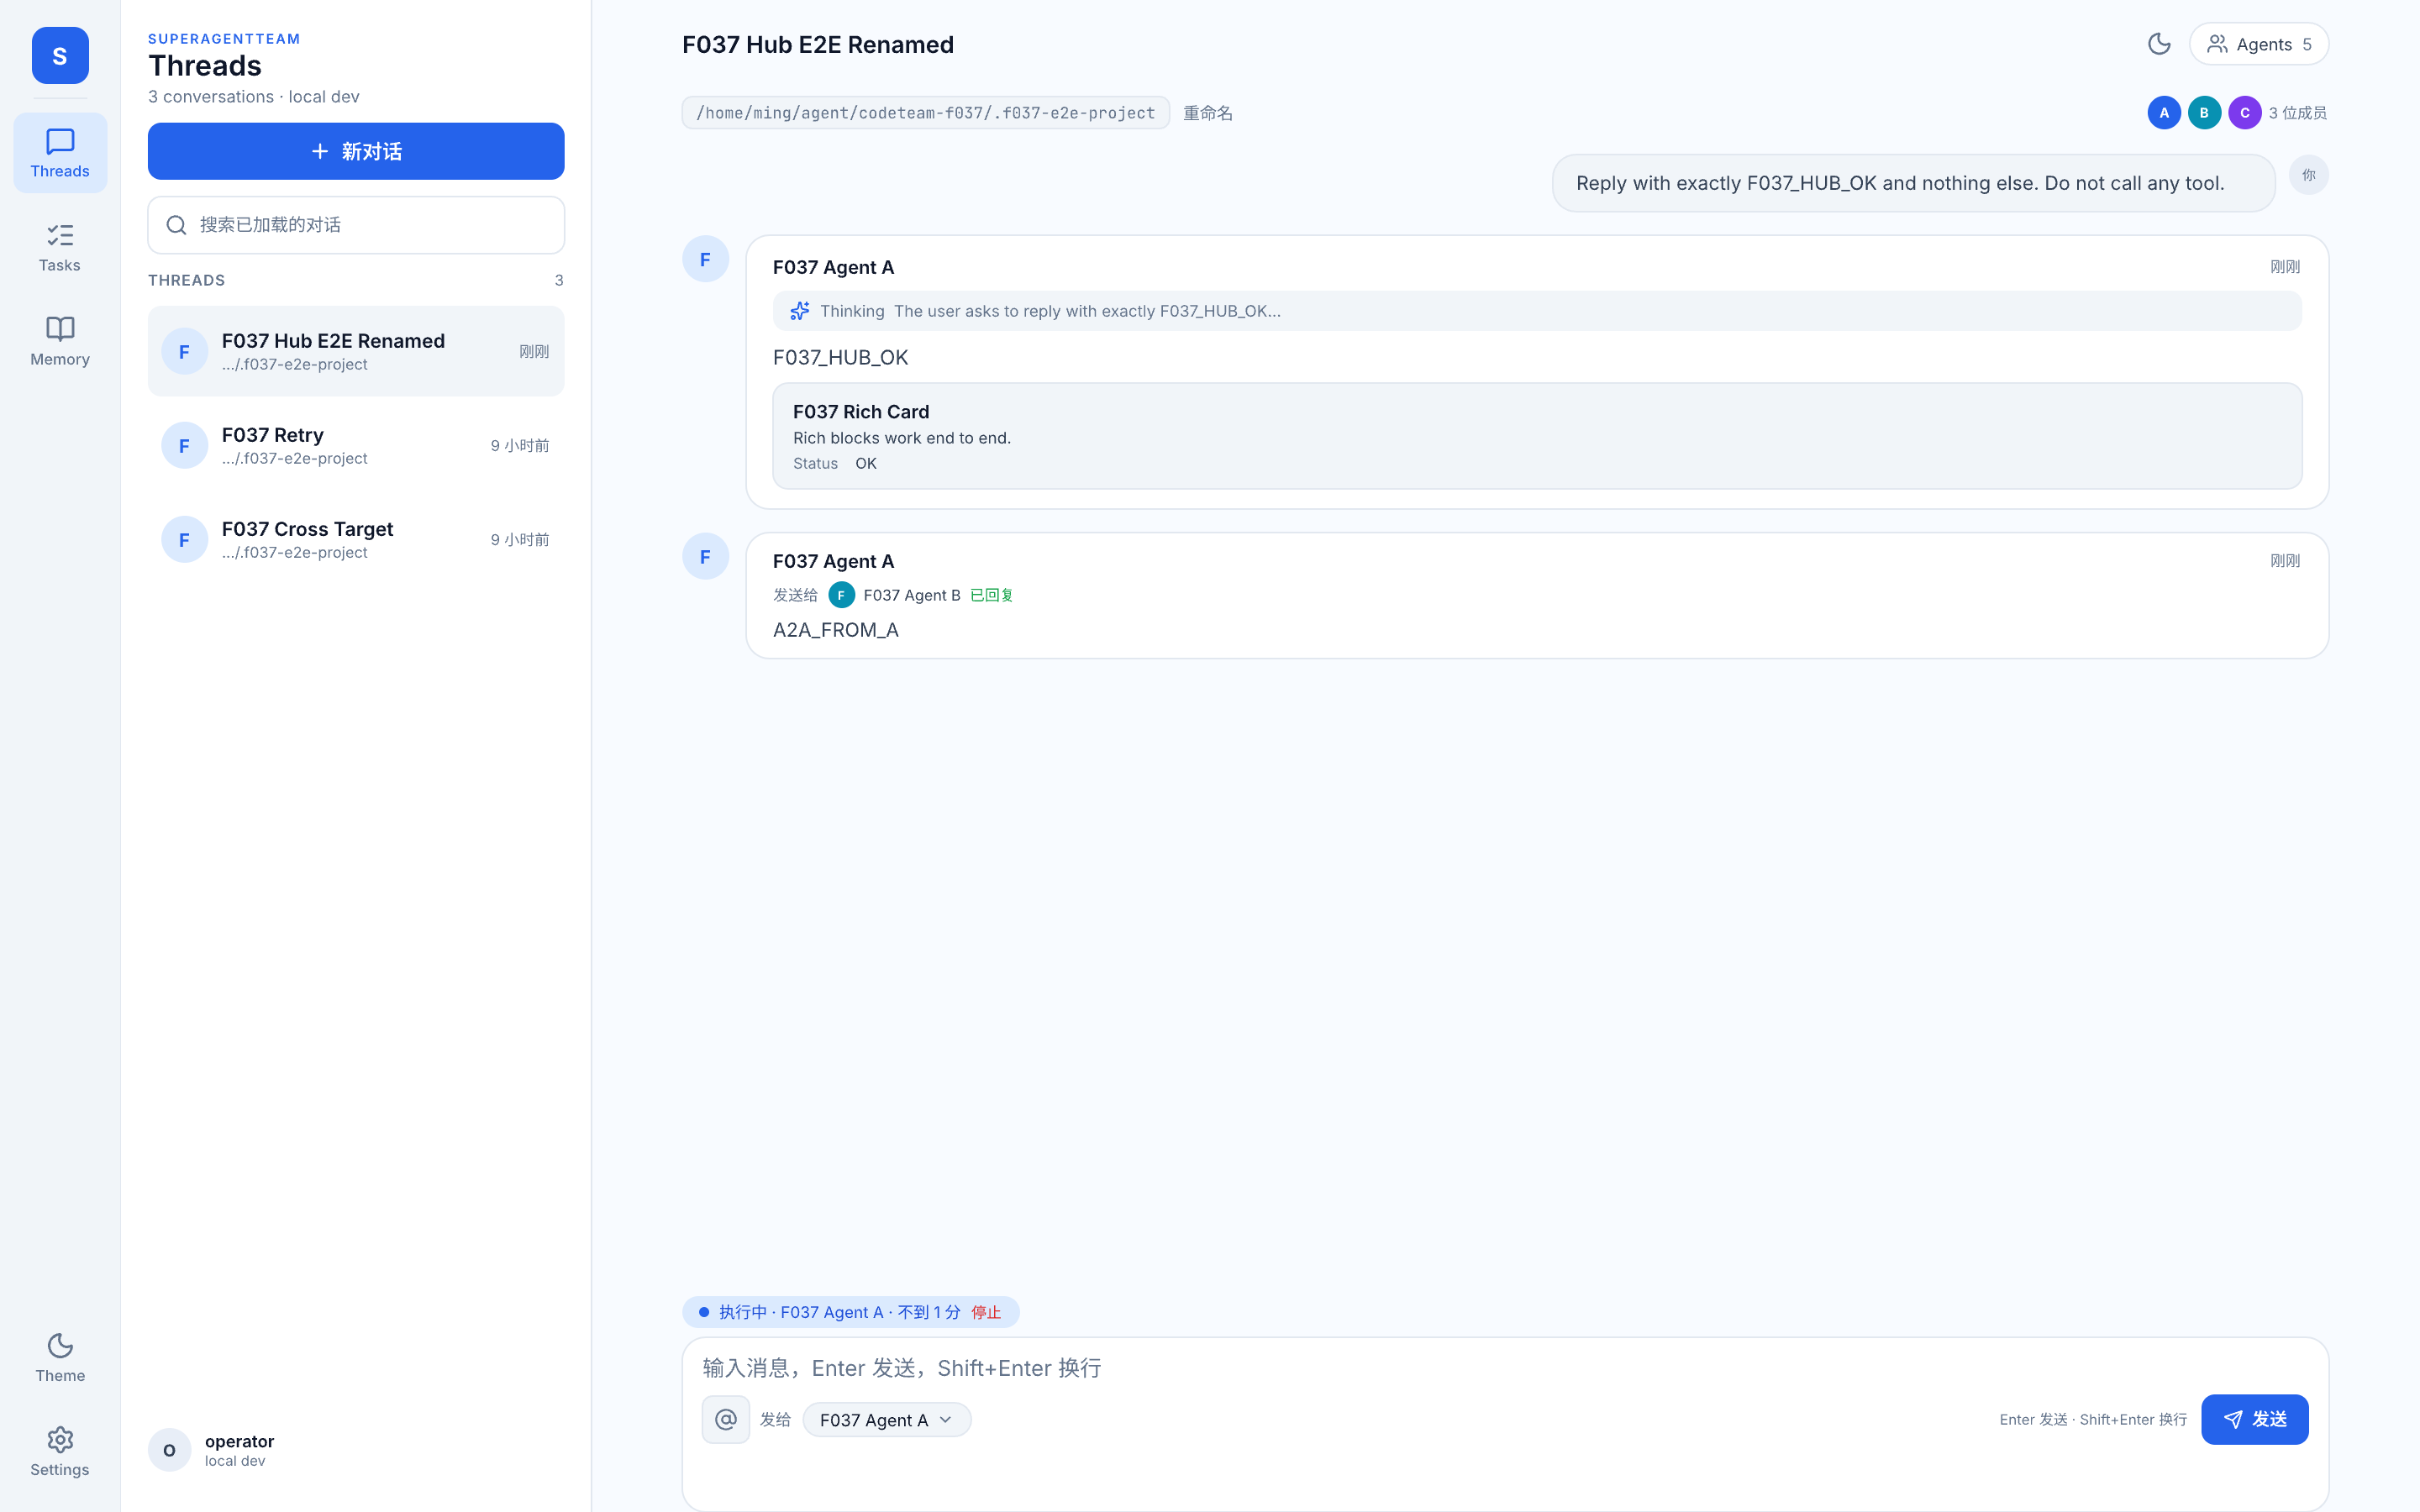 S
Threads
Tasks
Memory
Theme
Settings
SUPERAGENTTEAM
Threads
3 conversations · local dev
新对话
搜索已加载的对话
THREADS 3
F F037 Hub E2E Renamed 刚刚
.../.f037-e2e-project
F F037 Retry 9 小时前
.../.f037-e2e-project
F F037 Cross Target 9 小时前
.../.f037-e2e-project
O operator
local dev
F037 Hub E2E Renamed
Agents 5
/home/ming/agent/codeteam-f037/.f037-e2e-project 重命名
A B C 3 位成员
Reply with exactly F037_HUB_OK and nothing else. Do not call any tool. 你
F F037 Agent A 刚刚
Thinking The user asks to reply with exactly F037_HUB_OK...
F037_HUB_OK
F037 Rich Card
Rich blocks work end to end.
Status OK
F F037 Agent A 刚刚
发送给 F F037 Agent B 已回复
A2A_FROM_A
执行中 · F037 Agent A · 不到 1 分 停止
输入消息，Enter 发送，Shift+Enter 换行
@ 发给 F037 Agent A
Enter 发送 · Shift+Enter 换行 发送